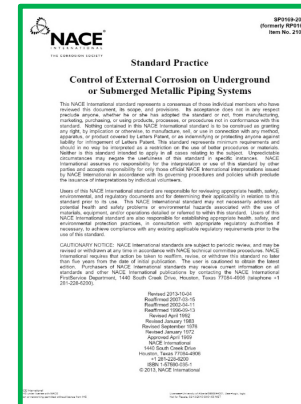 NACE
INTERNATIONAL
THE CORROSION SOCIETY
SP0169-20
(formerly RP01
Item No. 210
Standard Practice
Control of External Corrosion on Underground
or Submerged Metallic Piping Systems
This NACE International standard represents a consensus of those individual members who have
reviewed this document, its scope, and provisions. Its acceptance does not in any respect
preclude anyone, whether he or she has adopted the standard or not, from manufacturing,
marketing, purchasing, or using products, processes, or procedures not in conformance with this
standard. Nothing contained in this NACE International standard is to be construed as granting
any right, by implication or otherwise, to manufacture, sell, or use in connection with any method,
apparatus, or product covered by Letters Patent, or as indemnifying or protecting anyone against
liability for infringement of Letters Patent. This standard represents minimum requirements and
should in no way be interpreted as a restriction on the use of better procedures or materials.
Neither is this standard intended to apply in all cases relating to the subject. Unpredictable
circumstances may negate the usefulness of this standard in specific instances. NACE
International assumes no responsibility for the interpretation or use of this standard by other
parties and accepts responsibility for only those official NACE International interpretations issued
by NACE International in accordance with its governing procedures and policies which preclude
the issuance of interpretations by individual volunteers.
Users of this NACE International standard are responsible for reviewing appropriate health, safety,
environmental, and regulatory documents and for determining their applicability in relation to this
standard prior to its use. This NACE International standard may not necessarily address all
potential health and safety problems or environmental hazards associated with the use of
materials, equipment, and/or operations detailed or referred to within this standard. Users of this
NACE International standard are also responsible for establishing appropriate health, safety, and
environmental protection practices, in consultation with appropriate regulatory authorities if
necessary, to achieve compliance with any existing applicable regulatory requirements prior to the
use of this standard.
CAUTIONARY NOTICE: NACE International standards are subject to periodic review, and may be
revised or withdrawn at any time in accordance with NACE technical committee procedures. NACE
International requires that action be taken to reaffirm, revise, or withdraw this standard no later
than five years from the date of initial publication. The user is cautioned to obtain the latest
edition. Purchasers of NACE International standards may receive current information on all
standards and other NACE International publications by contacting the NACE International
FirstService Department, 1440 South Creek Drive, Houston, Texas 77084-4906 (telephone +1
281-228-6200).
Revised 2013-10-04
Reaffirmed 2007-03-15
Reaffirmed 2002-04-11
Reaffirmed 1996-09-13
Revised April 1992
Revised January 1983
Revised September 1976
Revised January 1972
Approved April 1969
NACE International
1440 South Creek Drive
Houston, Texas 77084-4906
+1 281-228-6200
ISBN 1-57590-035-1
© 2013, NACE International